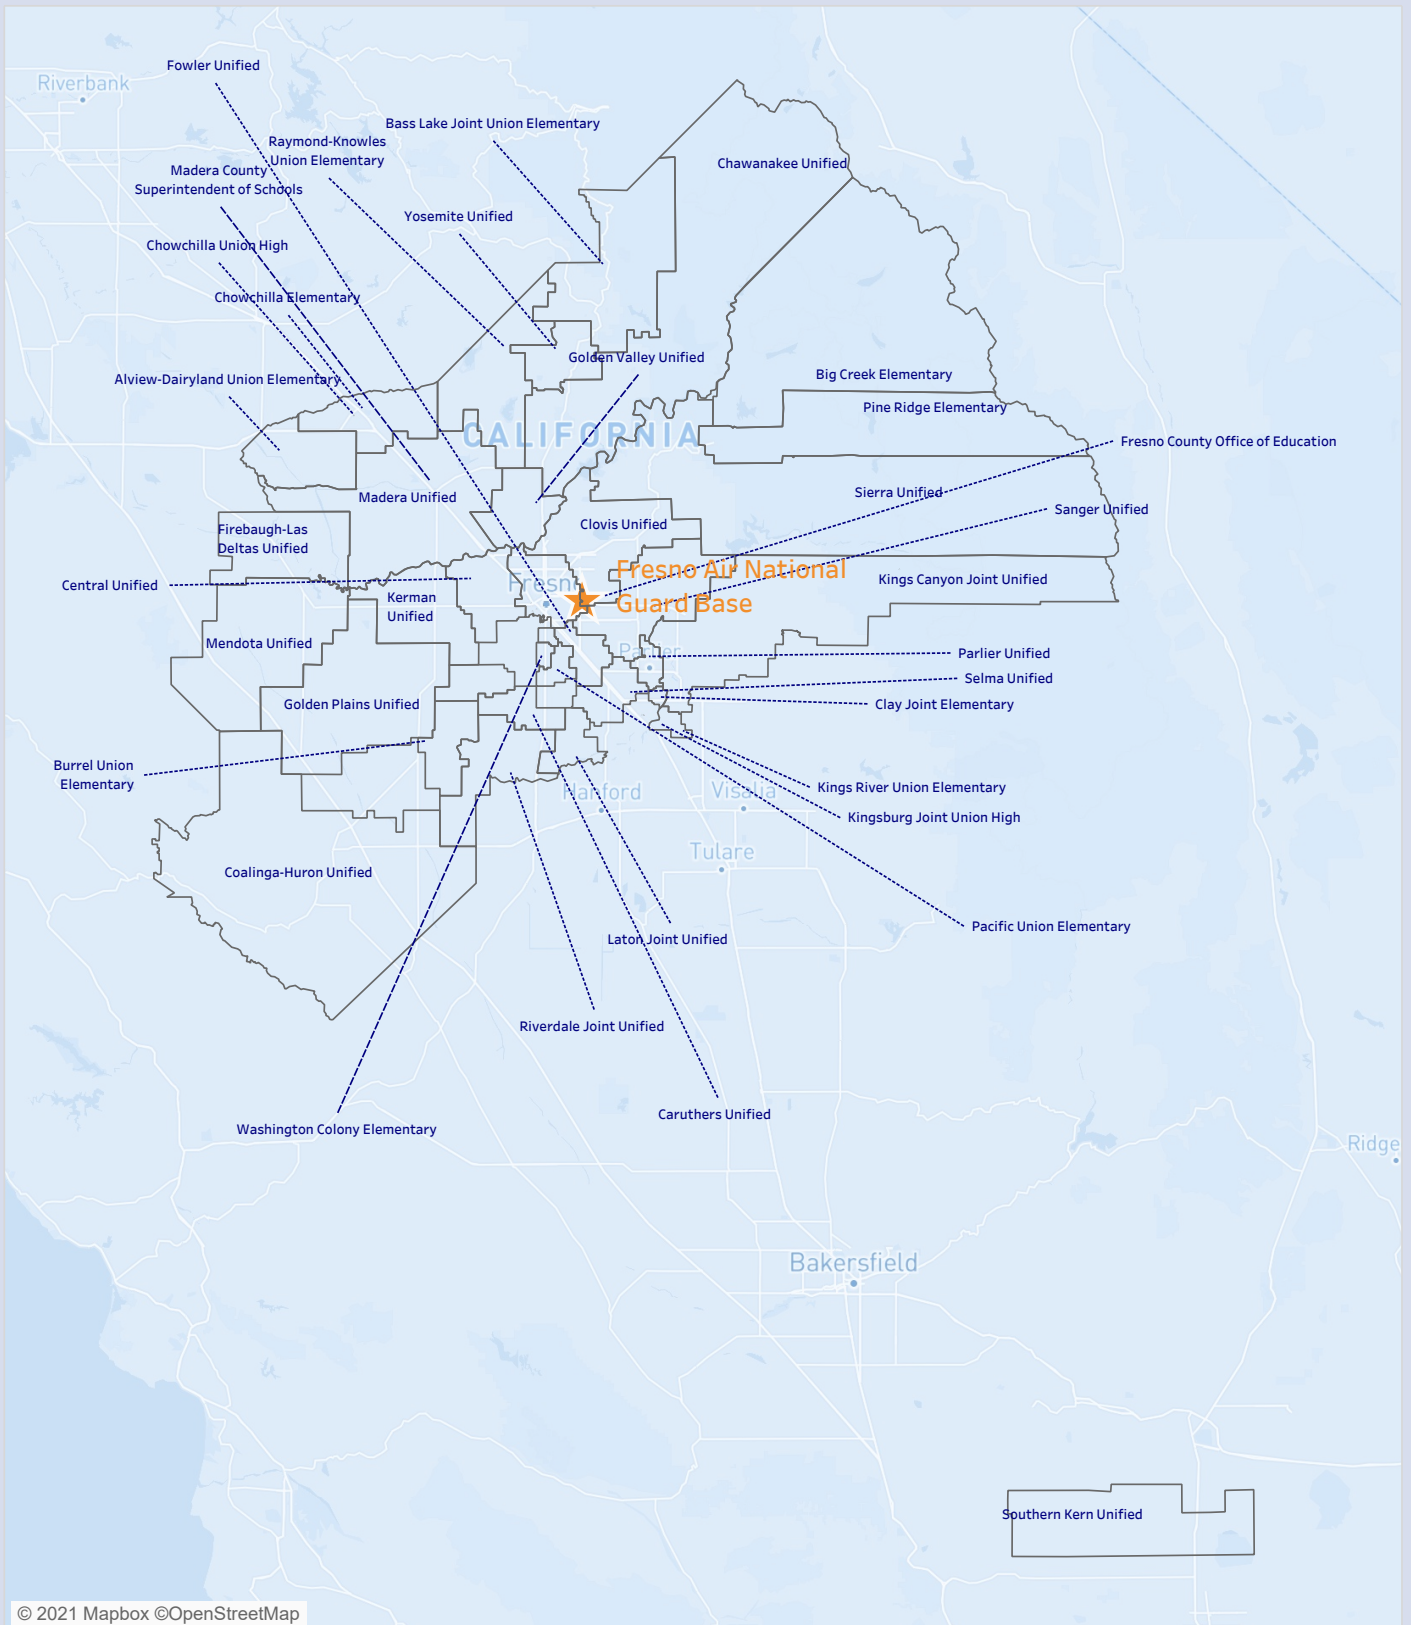 Fowler Unified
Riverbank
Bass Lake Joint Union Elementary
Raymond-Knowles
Union Elementary
Chawanakee Unified
Madera County
Superintendent of Schools
Yosemite Unified
Chowchilla Union High
Chowchilla Elementary
Golden Valley Unified
Alview-Dairyland Union Elementary
Big Creek Elementary
Pine Ridge Elementary
CALIFORNIA
Fresno County Office of Education
Madera Unified
Sierra Unified
Sanger Unified
Clovis Unified
Firebaugh-Las
Deltas Unified
Fresno Air National
Guard Base
Central Unified
Fresno
Kings Canyon Joint Unified
Kerman
Unified
Mendota Unified
Parlier
Parlier Unified
Selma Unified
Golden Plains Unified
Clay Joint Elementary
Burrel Union
Elementary
Kings River Union Elementary
Hanford
Visalia
Kingsburg Joint Union High
Tulare
Coalinga-Huron Unified
Pacific Union Elementary
Laton Joint Unified
Riverdale Joint Unified
Caruthers Unified
Washington Colony Elementary
Ridge
Bakersfield
Southern Kern Unified
© 2021 Mapbox ©OpenStreetMap